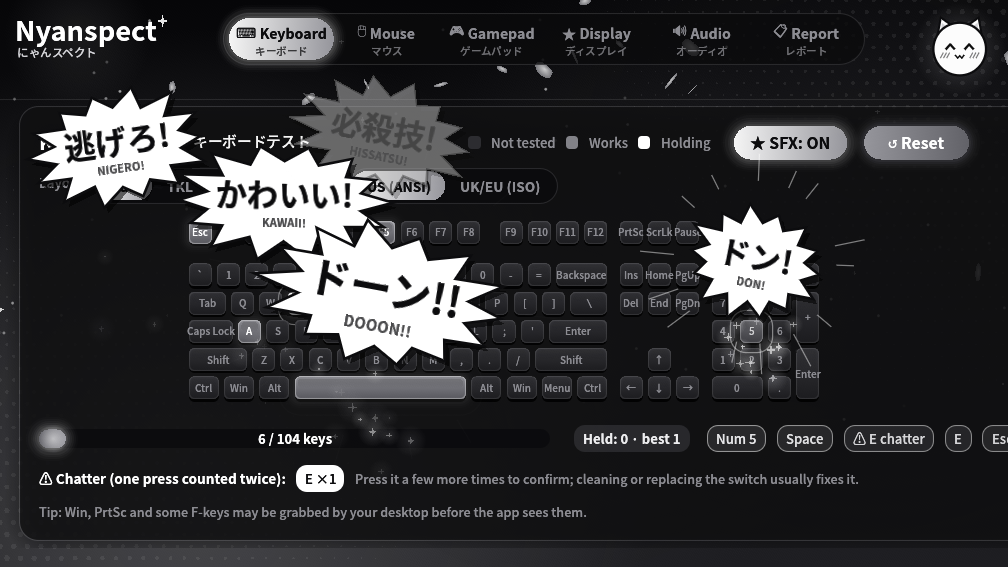 Nyanspect
にゃんスペクト
Keyboard
キーボード
Mouse
マウス
Gamepad
ゲームパッド
★ Display
ディスプレイ
Audio
オーディオ
Report
レポート
逃げろ!
NIGERO!
キーボードテスト
必殺技!
HISSATSU!
Not tested
Works
Holding
★ SFX: ON
↺ Reset
TKL
US (ANSI)
UK/EU (ISO)
かわいい!
KAWAII!
ドーン!!
DOOON!!
ドン!
DON!
Esc F6 F7 F8 F9 F10 F11 F12 PrtSc ScrLk Pause
` 1 0 - = Backspace Ins Home PgUp
Tab Q P [ ] \ Del End PgDn
Caps Lock A S ; ' Enter 4 5 6 +
Shift Z X C V B N M , . / Shift ↑ 1 3 Enter
Ctrl Win Alt Alt Win Menu Ctrl ← ↓ → 0 .
6 / 104 keys
Held: 0 · best 1
Num 5
Space
⚠ E chatter
E
⚠ Chatter (one press counted twice):
E ×1
Press it a few more times to confirm; cleaning or replacing the switch usually fixes it.
Tip: Win, PrtSc and some F-keys may be grabbed by your desktop before the app sees them.